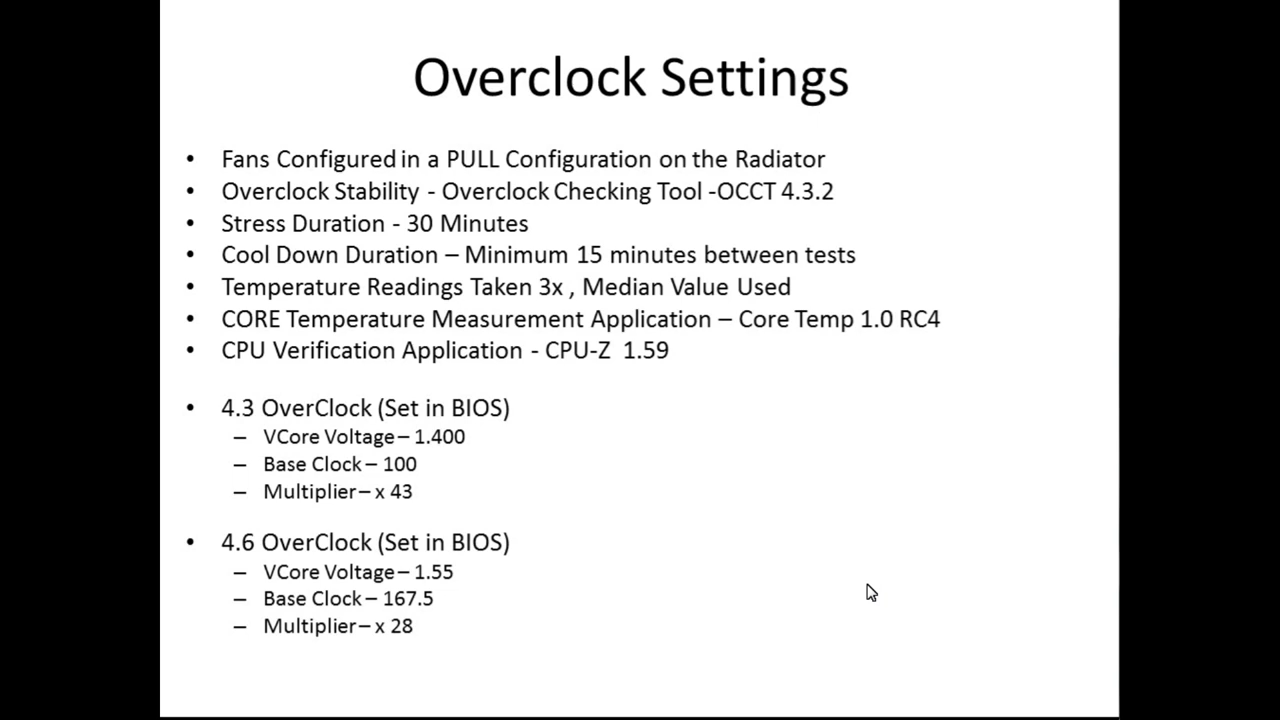 Overclock Settings
• Fans Configured in a PULL Configuration on the Radiator
• Overclock Stability - Overclock Checking Tool -OCCT 4.3.2
• Stress Duration - 30 Minutes
• Cool Down Duration – Minimum 15 minutes between tests
• Temperature Readings Taken 3x , Median Value Used
• CORE Temperature Measurement Application – Core Temp 1.0 RC4
• CPU Verification Application - CPU-Z 1.59
• 4.3 OverClock (Set in BIOS)
– VCore Voltage – 1.400
– Base Clock – 100
– Multiplier – x 43
• 4.6 OverClock (Set in BIOS)
– VCore Voltage – 1.55
– Base Clock – 167.5
– Multiplier – x 28